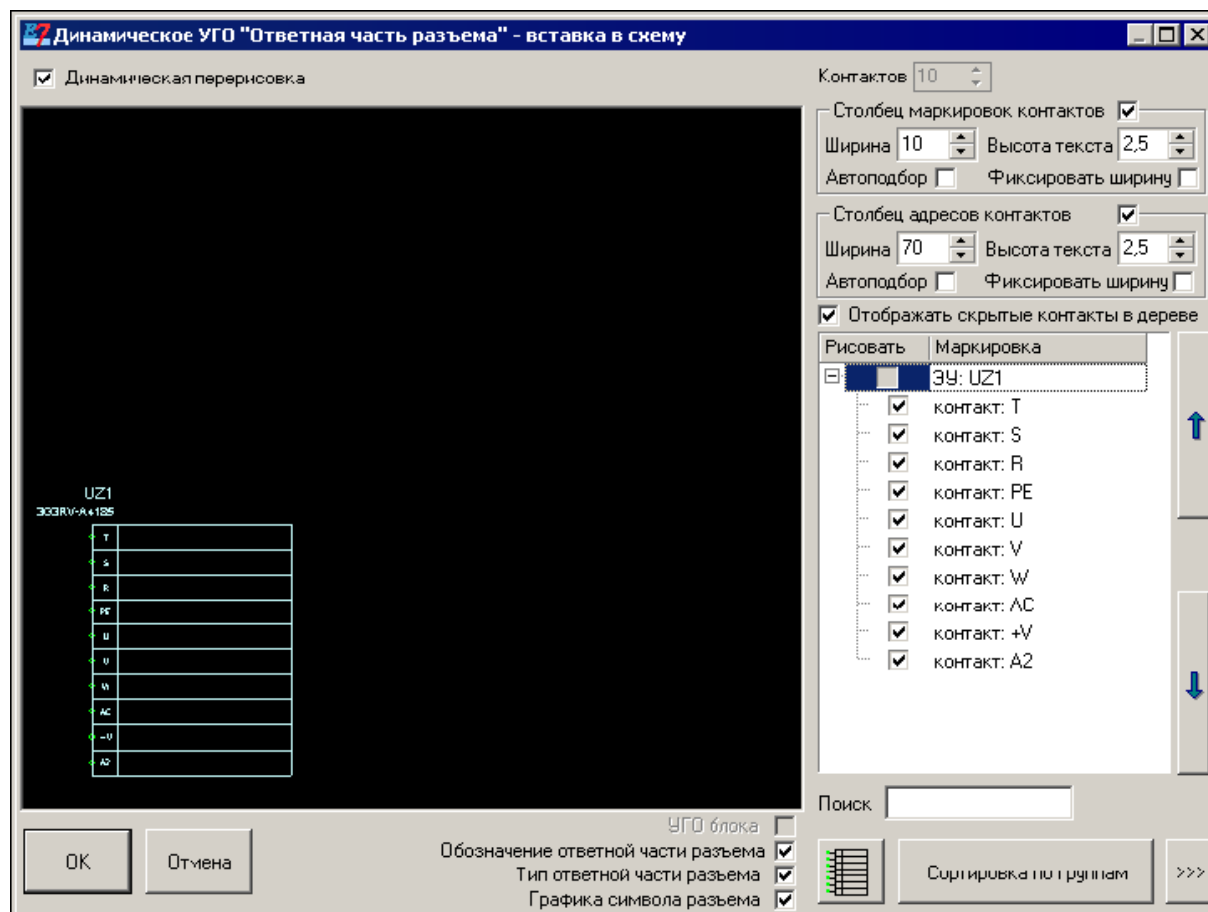 Динамическое УГО "Ответная часть разъема" - вставка в схему
Динамическая перерисовка
Контактов 10
Столбец маркировок контактов
Ширина 10 Высота текста 2,5
Автоподбор Фиксировать ширину
Столбец адресов контактов
Ширина 70 Высота текста 2,5
Автоподбор Фиксировать ширину
Отображать скрытые контакты в дереве
Рисовать Маркировка
ЭУ: UZ1
контакт: T
контакт: S
контакт: R
контакт: PE
контакт: U
контакт: V
контакт: W
контакт: AC
контакт: +V
контакт: A2
UZ1
T
S
R
PE
U
V
W
AC
A2
Поиск
УГО блока
Обозначение ответной части разъема
Тип ответной части разъема
Графика символа разъема
OK
Отмена
Сортировка по группам
>>>